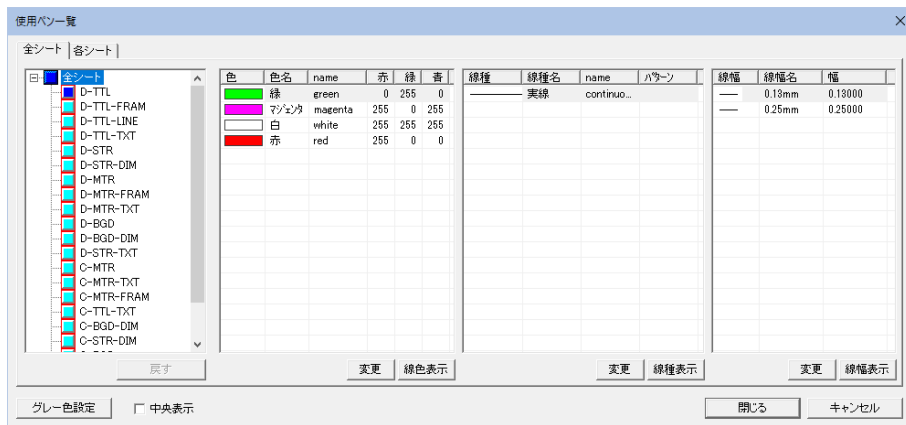 使用ペン一覧
全シート 各シート
全シート
D-TTL
D-TTL-FRAM
D-TTL-LINE
D-TTL-TXT
D-STR
D-STR-DIM
D-MTR
D-MTR-FRAM
D-MTR-TXT
D-BGD
D-BGD-DIM
D-STR-TXT
C-MTR
C-MTR-TXT
C-MTR-FRAM
C-TTL-TXT
C-BGD-DIM
C-STR-DIM
戻す
色 色名 name 赤 緑 青
緑 green 0 255 0
マジェンタ magenta 255 0 255
白 white 255 255 255
赤 red 255 0 0
変更 線色表示
線種 線種名 name パターン
実線 continuo...
変更 線種表示
線幅 線幅名 幅
0.13mm 0.13000
0.25mm 0.25000
変更 線幅表示
グレー色設定 中央表示 閉じる キャンセル